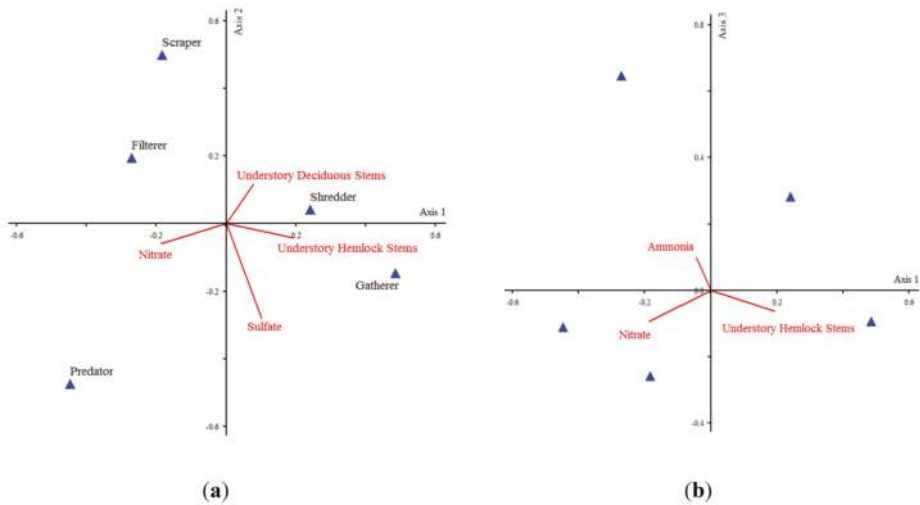 0.6
Axis 2
Scraper
Filterer
0.2
Understory Deciduous Stems
Shredder
Axis 1
-0.6
-0.2
0.2
0.6
Nitrate
Understory Hemlock Stems
Gatherer
-0.2
Sulfate
Predator
-0.6
(a)
0.8
Axis 3
0.4
Ammonia
Axis 1
-0.6
-0.2
0.0
0.2
0.6
Nitrate
Understory Hemlock Stems
-0.4
(b)